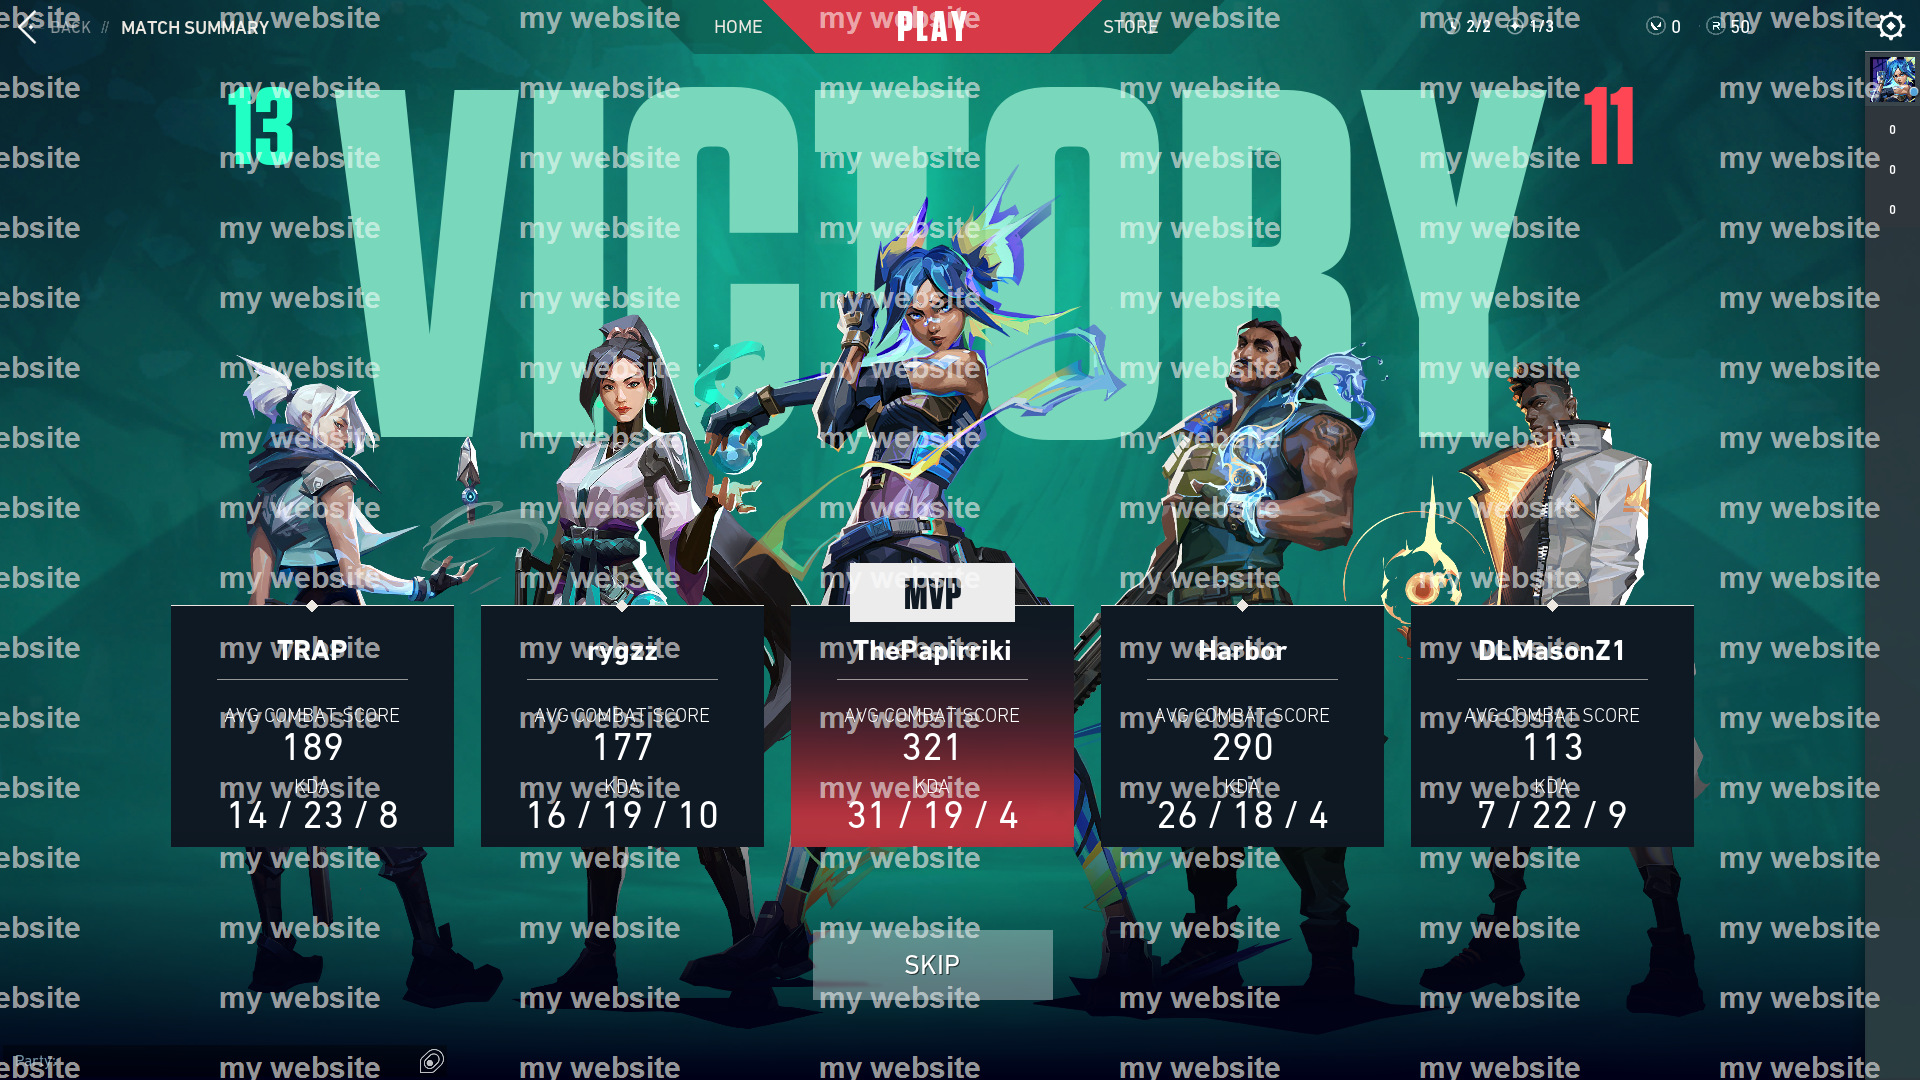 BACK // MATCH SUMMARY
HOME
PLAY
STORE
2/2
1/3
0
50
13
VICTORY
11
0
0
0
MVP
TRAP
AVG COMBAT SCORE
189
KDA
14 / 23 / 8
rygzz
AVG COMBAT SCORE
177
KDA
16 / 19 / 10
ThePapirriki
AVG COMBAT SCORE
321
KDA
31 / 19 / 4
Harbor
AVG COMBAT SCORE
290
KDA
26 / 18 / 4
DLMasonZ1
AVG COMBAT SCORE
113
KDA
7 / 22 / 9
SKIP
Party
my website